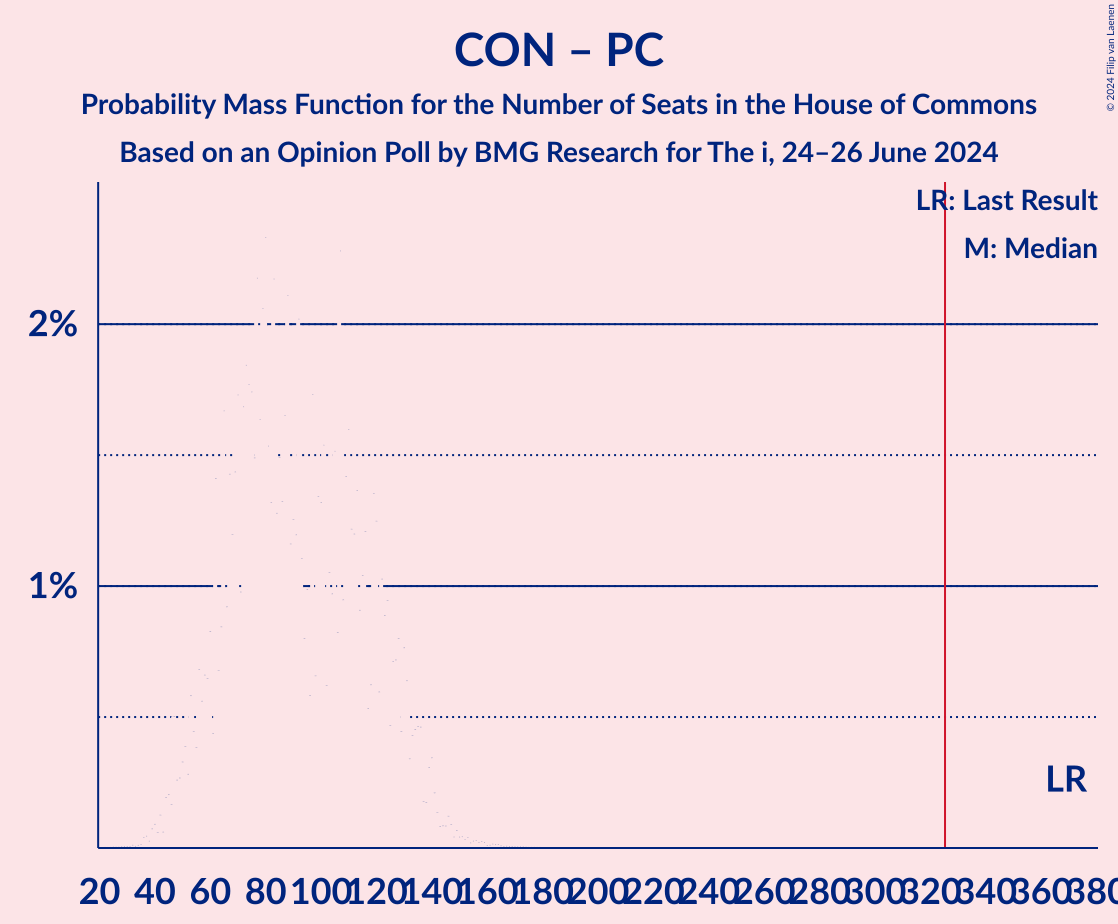 CON – PC
Probability Mass Function for the Number of Seats in the House of Commons
Based on an Opinion Poll by BMG Research for The i, 24–26 June 2024
© 2024 Filip van Laenen
LR: Last Result
M: Median
2%
1%
LR
20 40 60 80 100 120 140 160 180 200 220 240 260 280 300 320 340 360 380